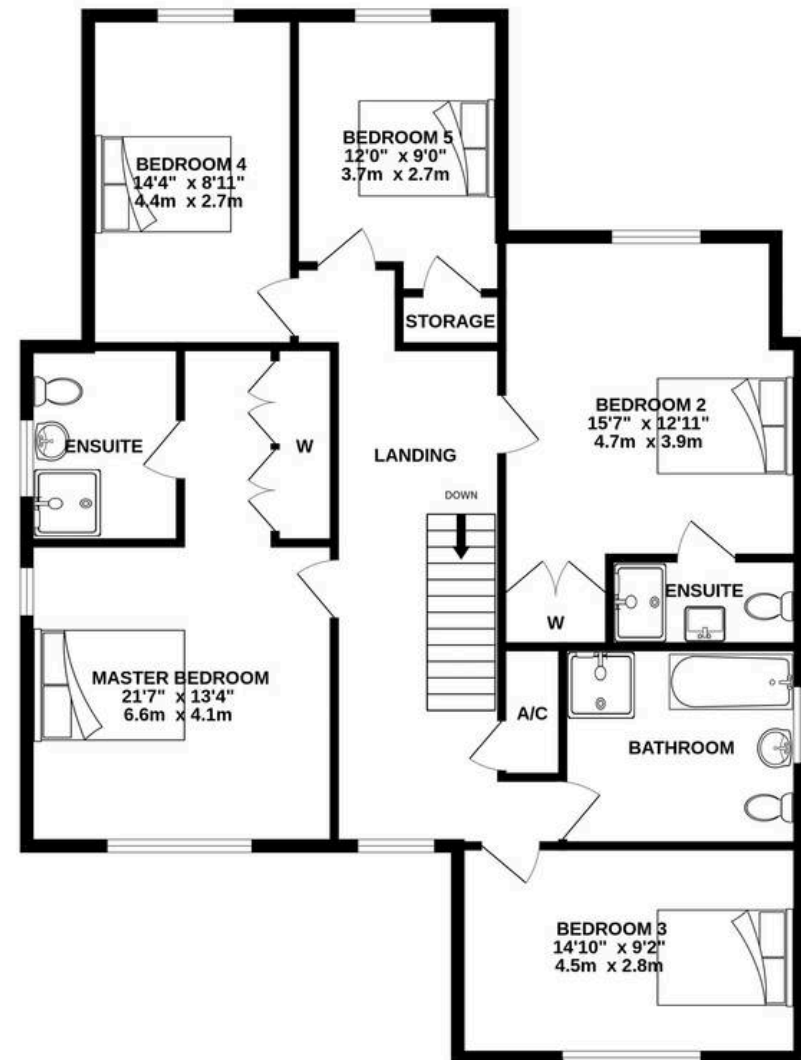 BEDROOM 4
14'4" x 8'11"
4.4m x 2.7m
BEDROOM 5
12'0" x 9'0"
3.7m x 2.7m
STORAGE
ENSUITE
W
LANDING
DOWN
BEDROOM 2
15'7" x 12'11"
4.7m x 3.9m
ENSUITE
W
MASTER BEDROOM
21'7" x 13'4"
6.6m x 4.1m
A/C
BATHROOM
BEDROOM 3
14'10" x 9'2"
4.5m x 2.8m